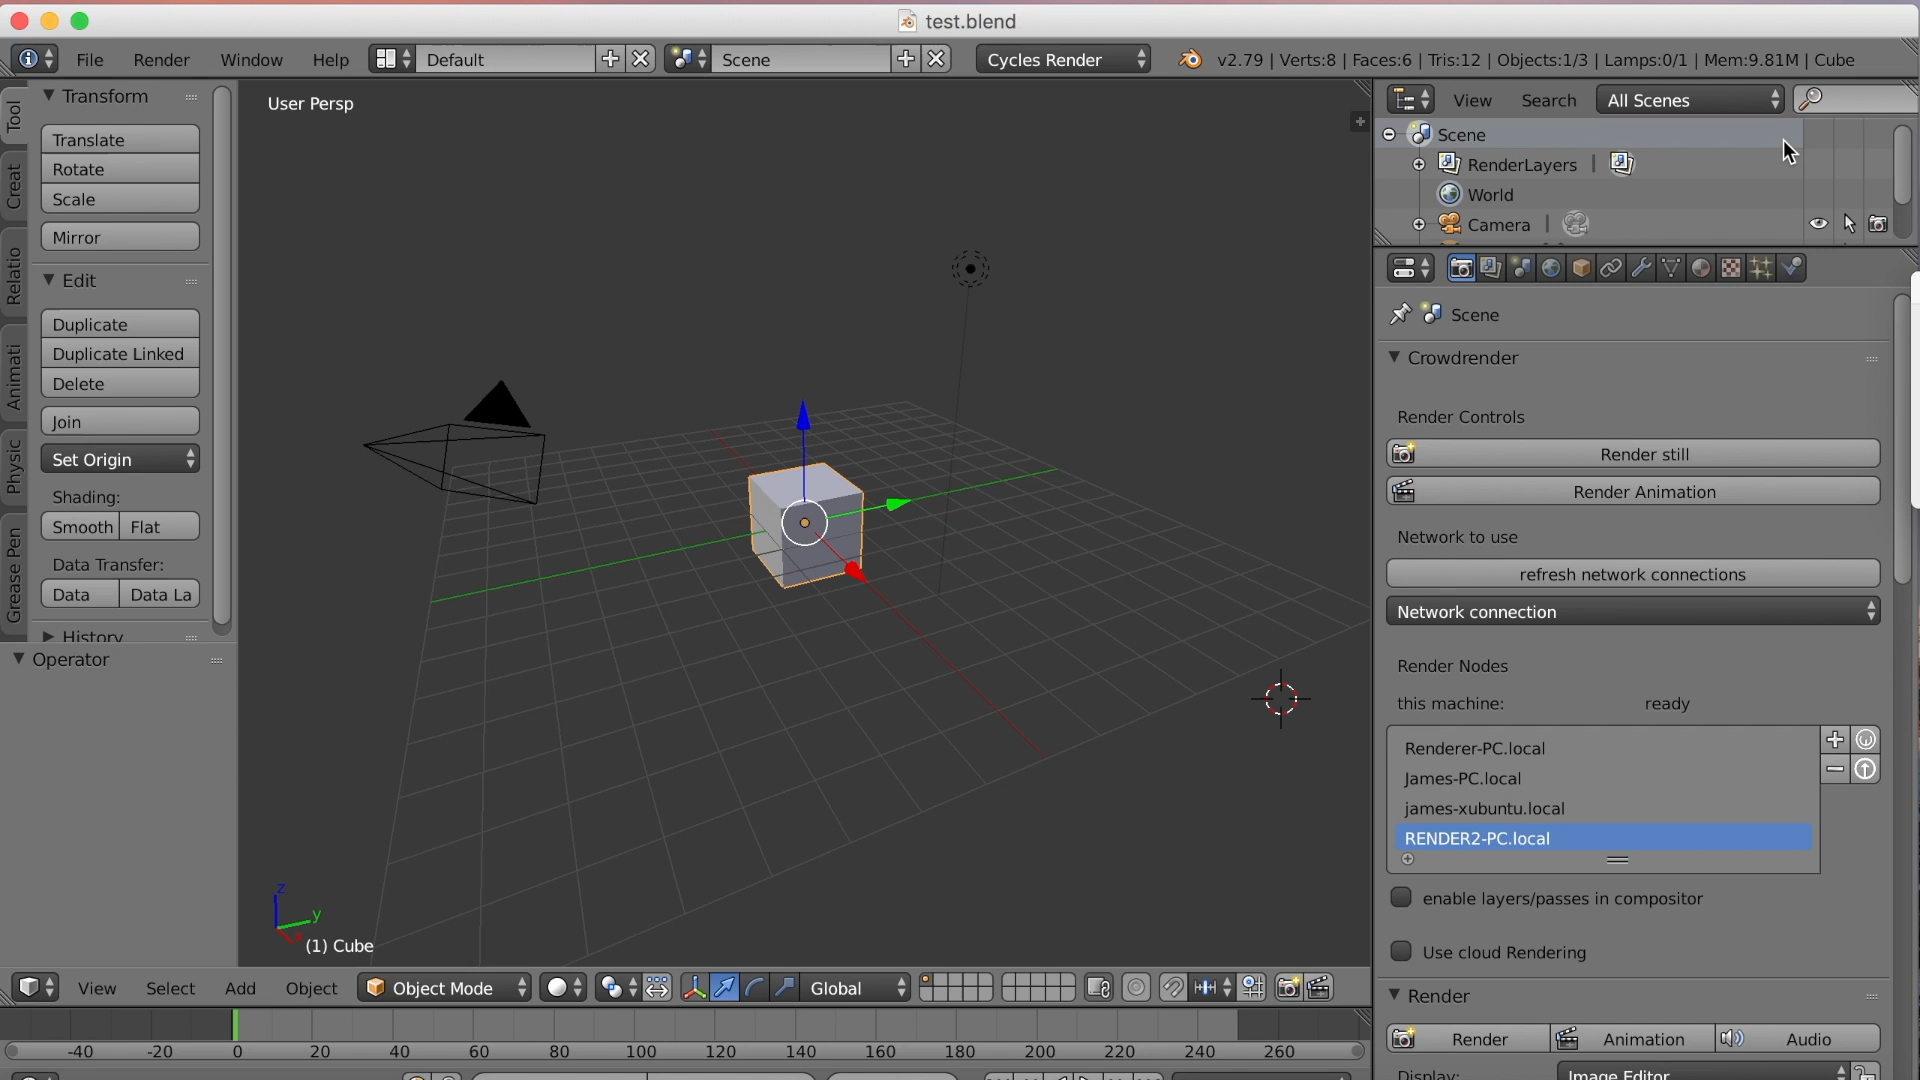 test.blend
File Render Window Help Default Scene Cycles Render v2.79 | Verts:8 | Faces:6 | Tris:12 | Objects:1/3 | Lamps:0/1 | Mem:9.81M | Cube
Tool
Creat
Relatio
Animati
Physic
Grease Pen
Transform
Translate
Rotate
Scale
Mirror
Edit
Duplicate
Duplicate Linked
Delete
Join
Set Origin
Shading:
Smooth Flat
Data Transfer:
Data Data La
History
Operator
User Persp
z
y
x
(1) Cube
View Select Add Object Object Mode Global
-40 -20 0 20 40 60 80 100 120 140 160 180 200 220 240 260
View Search All Scenes
Scene
RenderLayers |
World
Camera |
Scene
Crowdrender
Render Controls
Render still
Render Animation
Network to use
refresh network connections
Network connection
Render Nodes
this machine: ready
Renderer-PC.local
James-PC.local
james-xubuntu.local
RENDER2-PC.local
enable layers/passes in compositor
Use cloud Rendering
Render
Render Animation Audio
Display: Image Editor